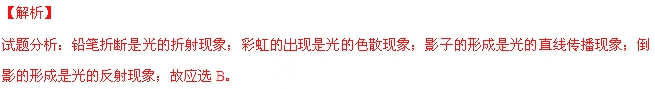 【解析】
试题分析：铅笔折断是光的折射现象；彩虹的出现是光的色散现象；影子的形成是光的直线传播现象；倒
影的形成是光的反射现象；故应选 B。